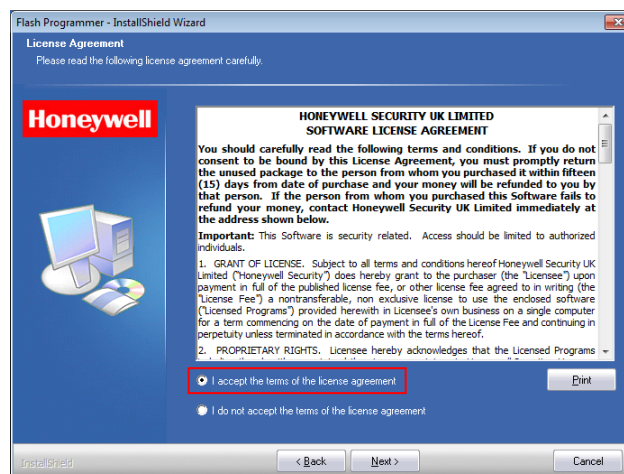 Flash Programmer - InstallShield Wizard
License Agreement
Please read the following license agreement carefully.
Honeywell
HONEYWELL SECURITY UK LIMITED
SOFTWARE LICENSE AGREEMENT
You should carefully read the following terms and conditions. If you do not
consent to be bound by this License Agreement, you must promptly return
the unused package to the person from whom you purchased it within fifteen
(15) days from date of purchase and your money will be refunded to you by
that person. If the person from whom you purchased this Software fails to
refund your money, contact Honeywell Security UK Limited immediately at
the address shown below.
Important: This Software is security related. Access should be limited to authorized
individuals.
1. GRANT OF LICENSE. Subject to all terms and conditions hereof Honeywell Security UK
Limited ("Honeywell Security") does hereby grant to the purchaser (the "Licensee") upon
payment in full of the published license fee, or other license fee agreed to in writing (the
"License Fee") a nontransferable, non exclusive license to use the enclosed software
("Licensed Programs") provided herewith in Licensee's own business on a single computer
for a term commencing on the date of payment in full of the License Fee and continuing in
perpetuity unless terminated in accordance with the terms hereof.
2. PROPRIETARY RIGHTS. Licensee hereby acknowledges that the Licensed Programs
I accept the terms of the license agreement
Print
I do not accept the terms of the license agreement
InstallShield
< Back
Next >
Cancel